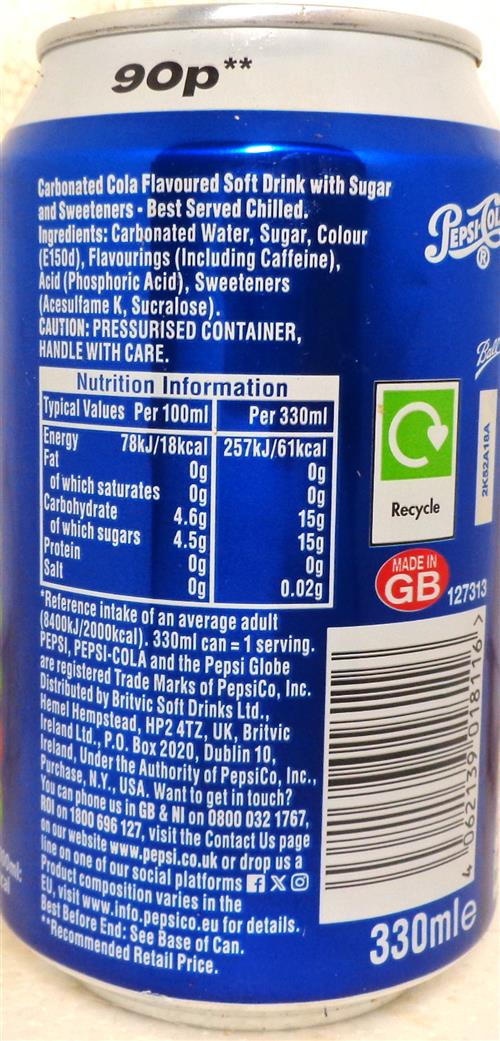 90p**
Carbonated Cola Flavoured Soft Drink with Sugar
and Sweeteners - Best Served Chilled.
Ingredients: Carbonated Water, Sugar, Colour
(E150d), Flavourings (Including Caffeine),
Acid (Phosphoric Acid), Sweeteners
(Acesulfame K, Sucralose).
CAUTION: PRESSURISED CONTAINER,
HANDLE WITH CARE.
Nutrition Information
Typical Values Per 100ml Per 330ml
Energy 78kJ/18kcal 257kJ/61kcal
Fat 0g 0g
of which saturates 0g 0g
Carbohydrate 4.6g 15g
of which sugars 4.5g 15g
Protein 0g 0g
Salt 0g 0.02g
*Reference intake of an average adult
(8400kJ/2000kcal). 330ml can = 1 serving.
PEPSI, PEPSI-COLA and the Pepsi Globe
are registered Trade Marks of PepsiCo, Inc.
Distributed by Britvic Soft Drinks Ltd.,
Hemel Hempstead, HP2 4TZ, UK, Britvic
Ireland Ltd., P.O. Box 2020, Dublin 10,
Ireland, Under the Authority of PepsiCo, Inc.,
Purchase, N.Y., USA. Want to get in touch?
You can phone us in GB & NI on 0800 032 1767,
ROI on 1800 696 127, visit the Contact Us page
on our website www.pepsi.co.uk or drop us a
line on one of our social platforms
Product composition varies in the
EU, visit www.info.pepsico.eu for details.
Best Before End: See Base of Can.
**Recommended Retail Price.
PEPSI-COLA
®
Ball
2K52A18A
Recycle
MADE IN
GB
127313
4 062139 018116 >
330ml e